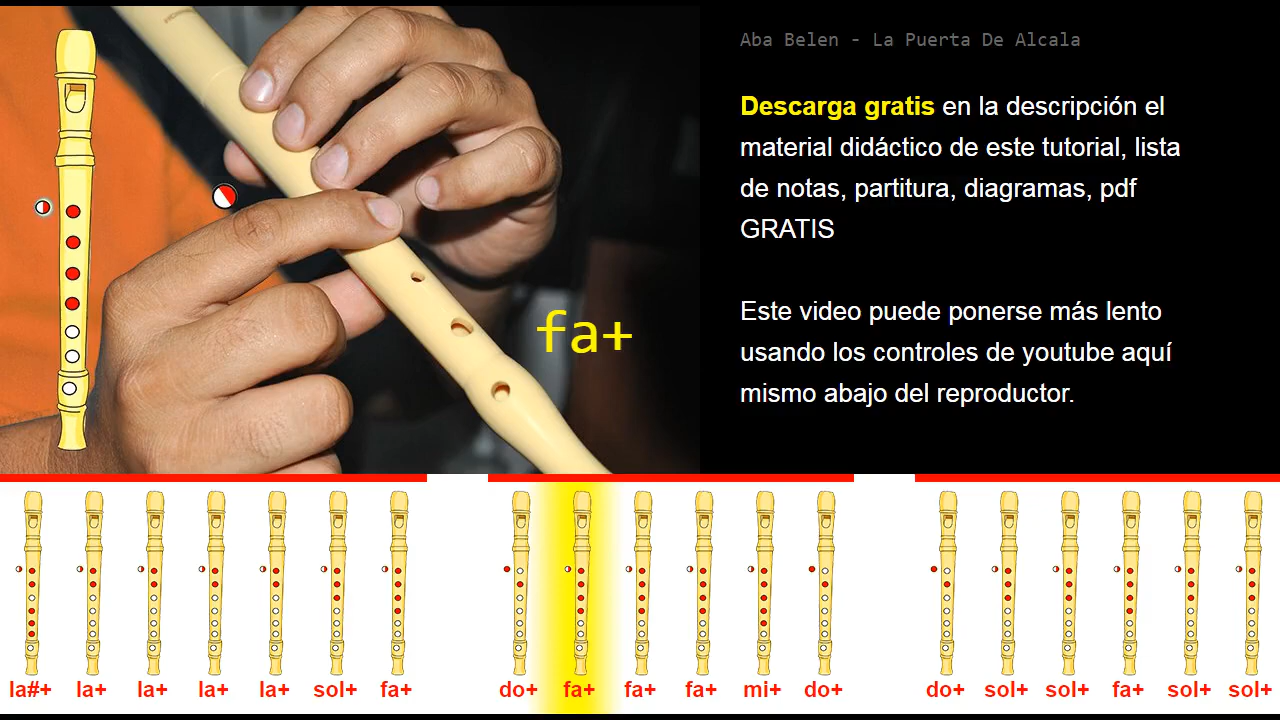 Aba Belen - La Puerta De Alcala
Descarga gratis en la descripción el
material didáctico de este tutorial, lista
de notas, partitura, diagramas, pdf
GRATIS
Este video puede ponerse más lento
usando los controles de youtube aquí
mismo abajo del reproductor.
fa+
la#+ la+ la+ la+ la+ sol+ fa+ do+ fa+ fa+ fa+ mi+ do+ do+ sol+ sol+ fa+ sol+ sol+